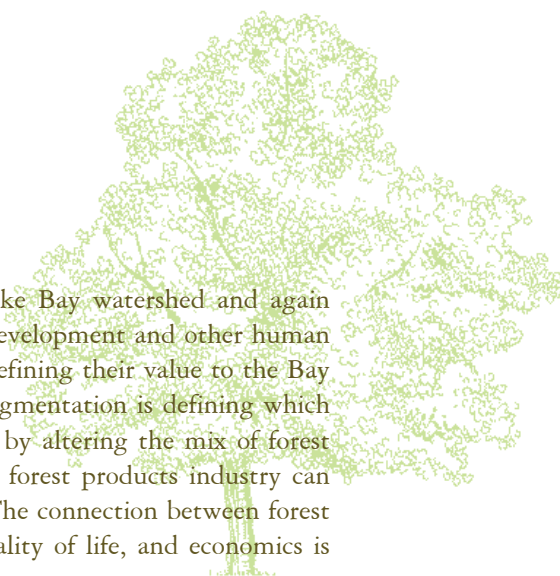 ke Bay watershed and again
evelopment and other human
efining their value to the Bay
gmentation is defining which
by altering the mix of forest
forest products industry can
The connection between forest
ality of life, and economics is